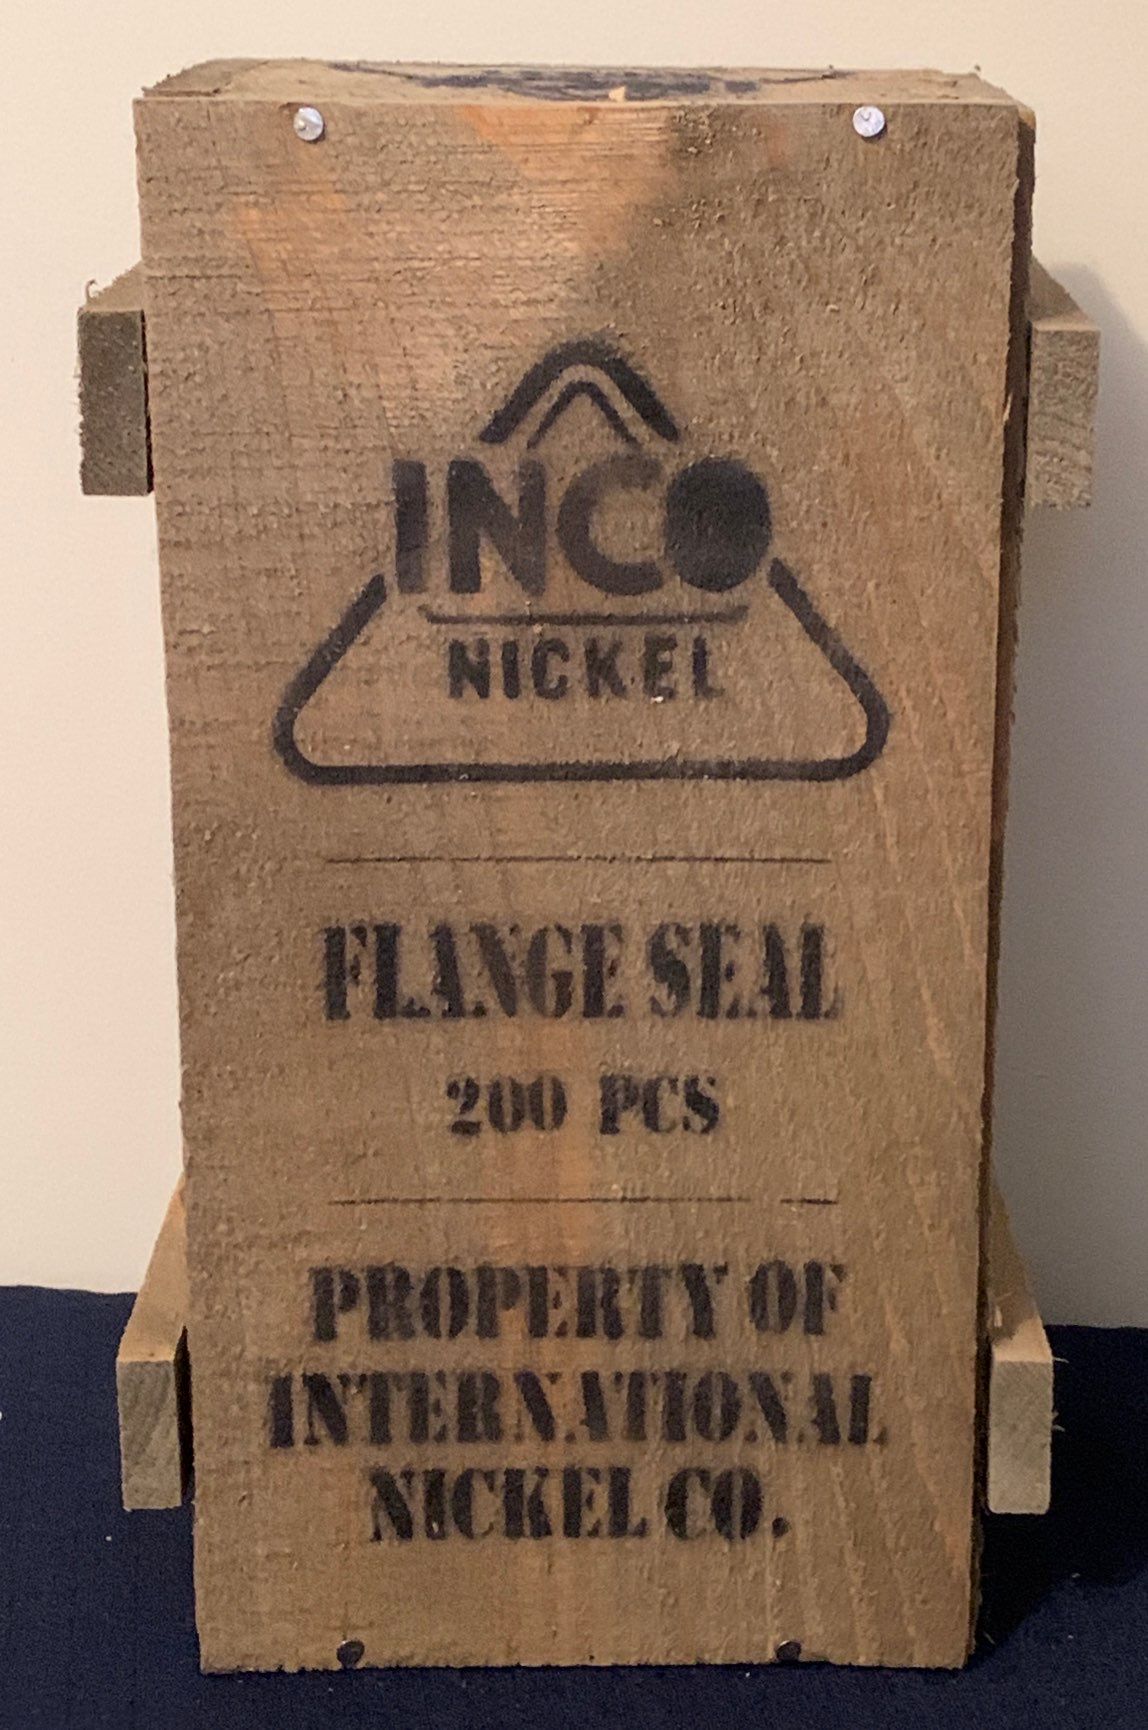 INCO
NICKEL
FLANGE SEAL
200 PCS
PROPERTY OF
INTERNATIONAL
NICKEL CO.